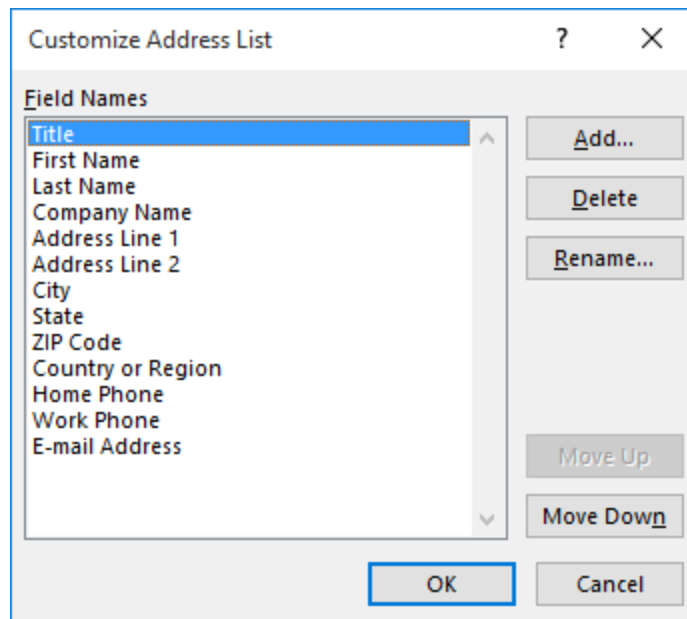 Customize Address List
?
Field Names
Title
First Name
Last Name
Company Name
Address Line 1
Address Line 2
City
State
ZIP Code
Country or Region
Home Phone
Work Phone
E-mail Address
Add...
Delete
Rename...
Move Up
Move Down
OK
Cancel